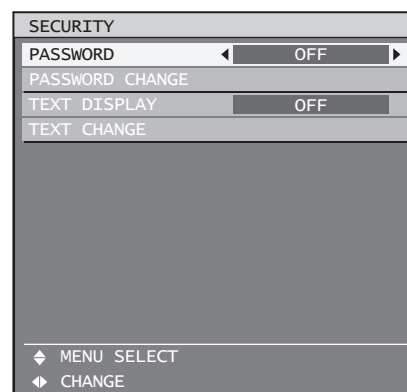 SECURITY
PASSWORD OFF
PASSWORD CHANGE
TEXT DISPLAY OFF
TEXT CHANGE
MENU SELECT
CHANGE